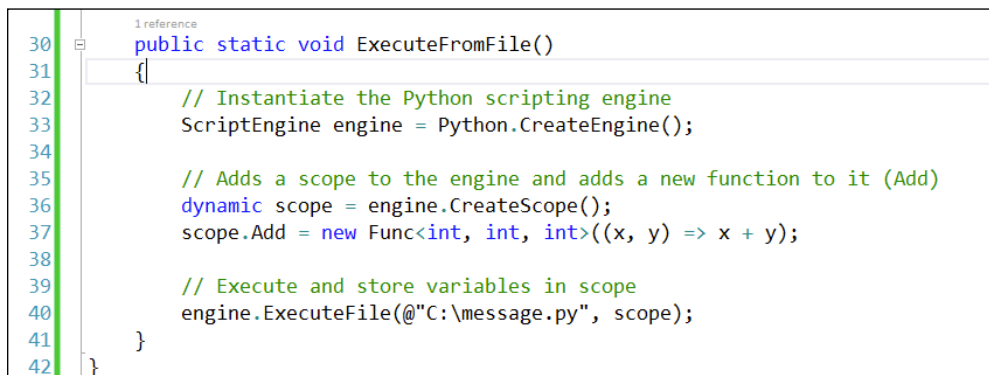 1 reference
30 public static void ExecuteFromFile()
31 {
32 // Instantiate the Python scripting engine
33 ScriptEngine engine = Python.CreateEngine();
34
35 // Adds a scope to the engine and adds a new function to it (Add)
36 dynamic scope = engine.CreateScope();
37 scope.Add = new Func<int, int, int>((x, y) => x + y);
38
39 // Execute and store variables in scope
40 engine.ExecuteFile(@"C:\message.py", scope);
41 }
42 }